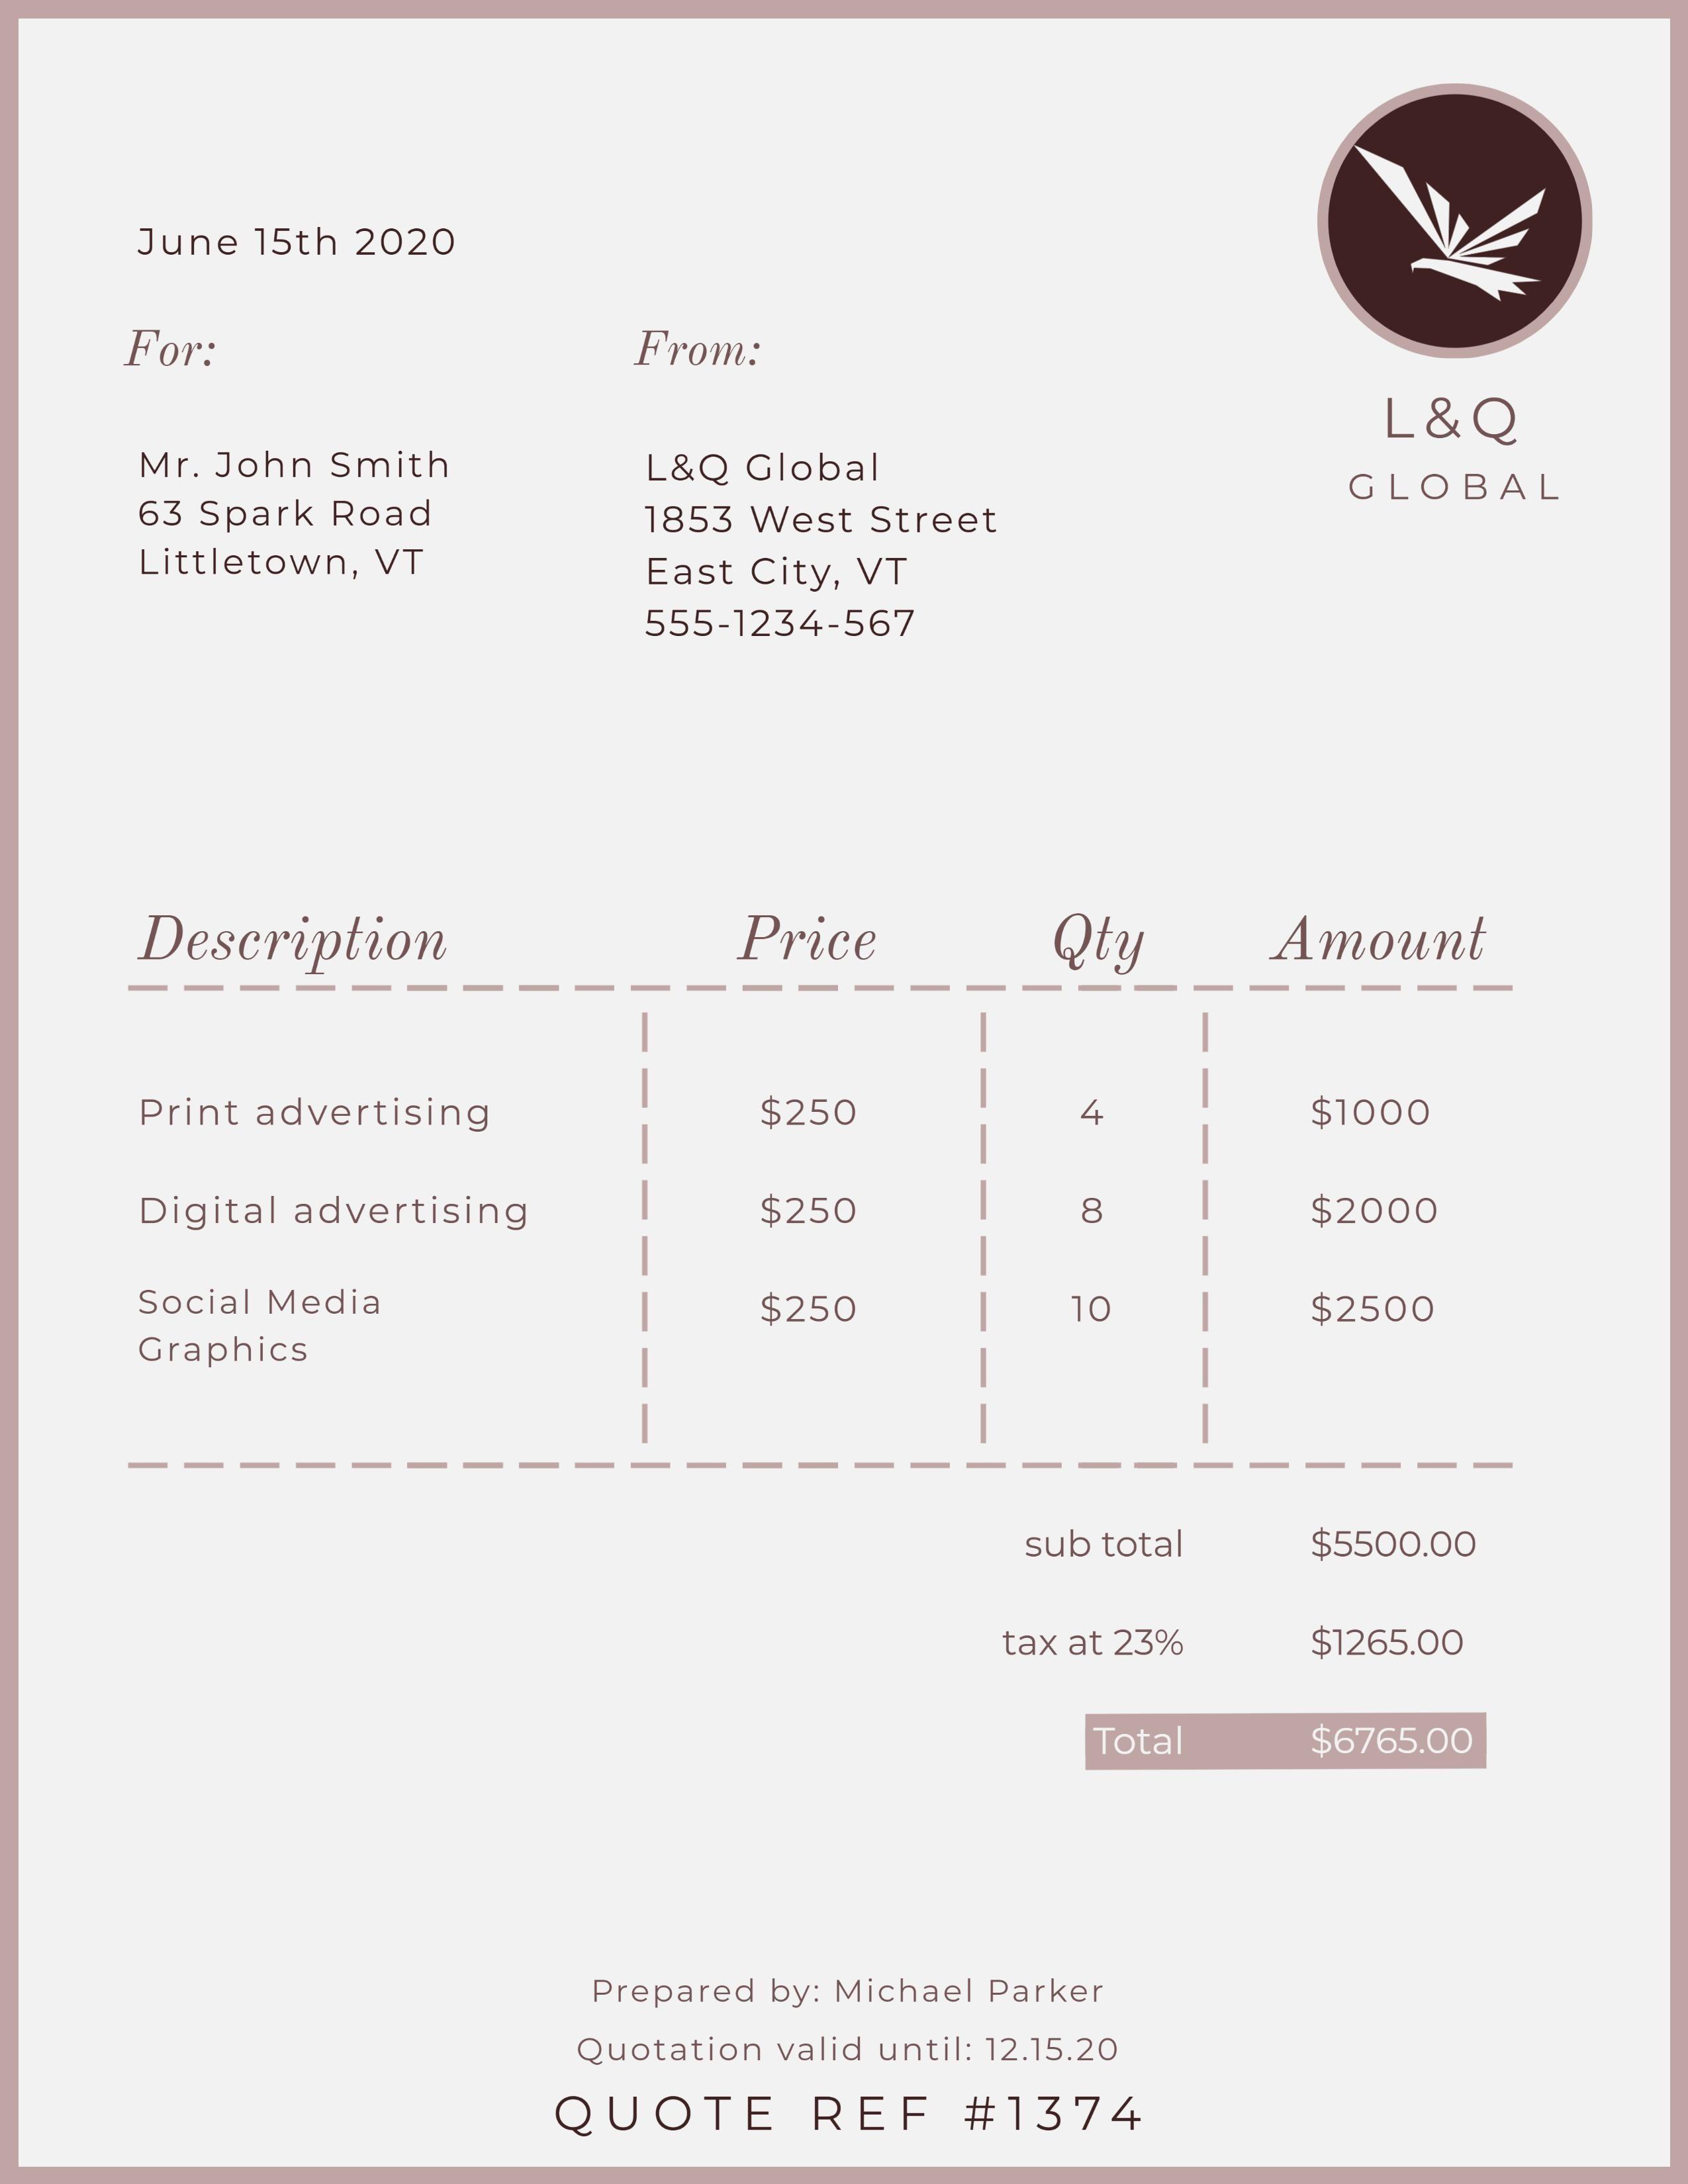 June 15th 2020
L&Q
GLOBAL
For:
Mr. John Smith
63 Spark Road
Littletown, VT
From:
L&Q Global
1853 West Street
East City, VT
555-1234-567
Description Price Qty Amount
Print advertising $250 4 $1000
Digital advertising $250 8 $2000
Social Media $250 10 $2500
Graphics
sub total $5500.00
tax at 23% $1265.00
Total $6765.00
Prepared by: Michael Parker
Quotation valid until: 12.15.20
QUOTE REF #1374